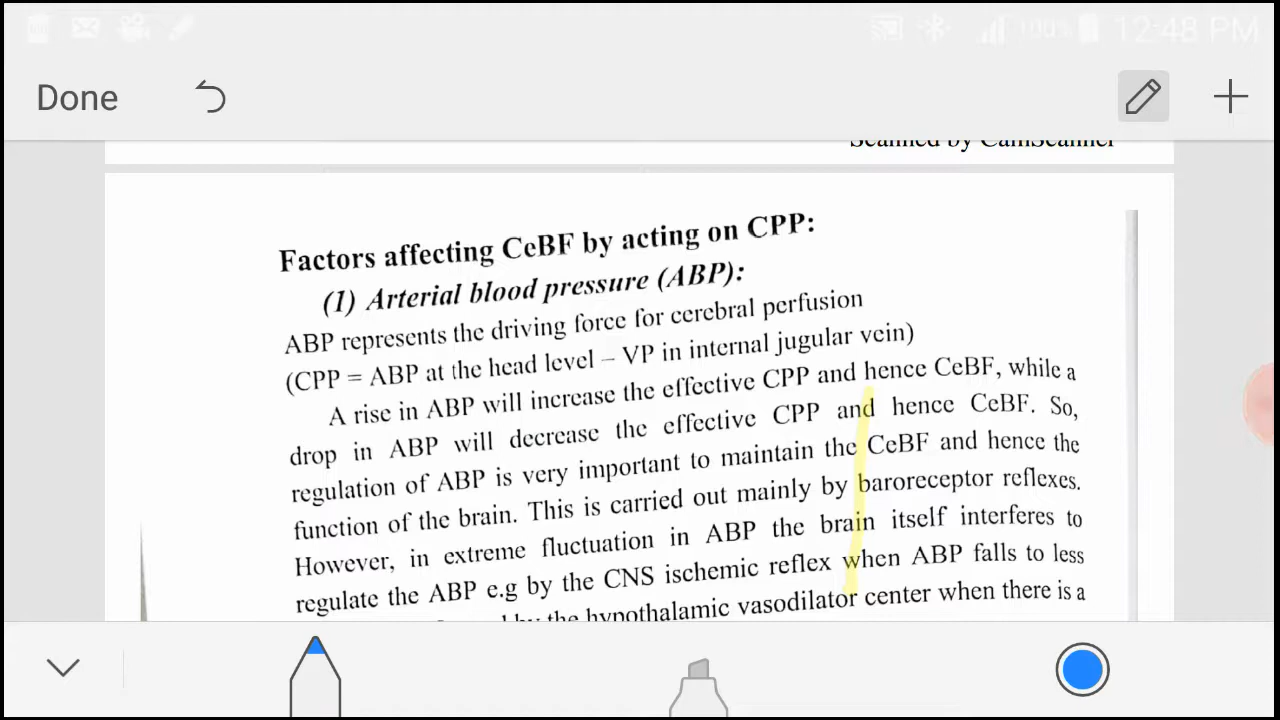 100% 12:48 PM
Done
Scanned by CamScanner
Factors affecting CeBF by acting on CPP:
(1) Arterial blood pressure (ABP):
ABP represents the driving force for cerebral perfusion
(CPP = ABP at the head level – VP in internal jugular vein)
A rise in ABP will increase the effective CPP and hence CeBF, while a
drop in ABP will decrease the effective CPP and hence CeBF. So,
regulation of ABP is very important to maintain the CeBF and hence the
function of the brain. This is carried out mainly by baroreceptor reflexes.
However, in extreme fluctuation in ABP the brain itself interferes to
regulate the ABP e.g by the CNS ischemic reflex when ABP falls to less
by the hypothalamic vasodilator center when there is a